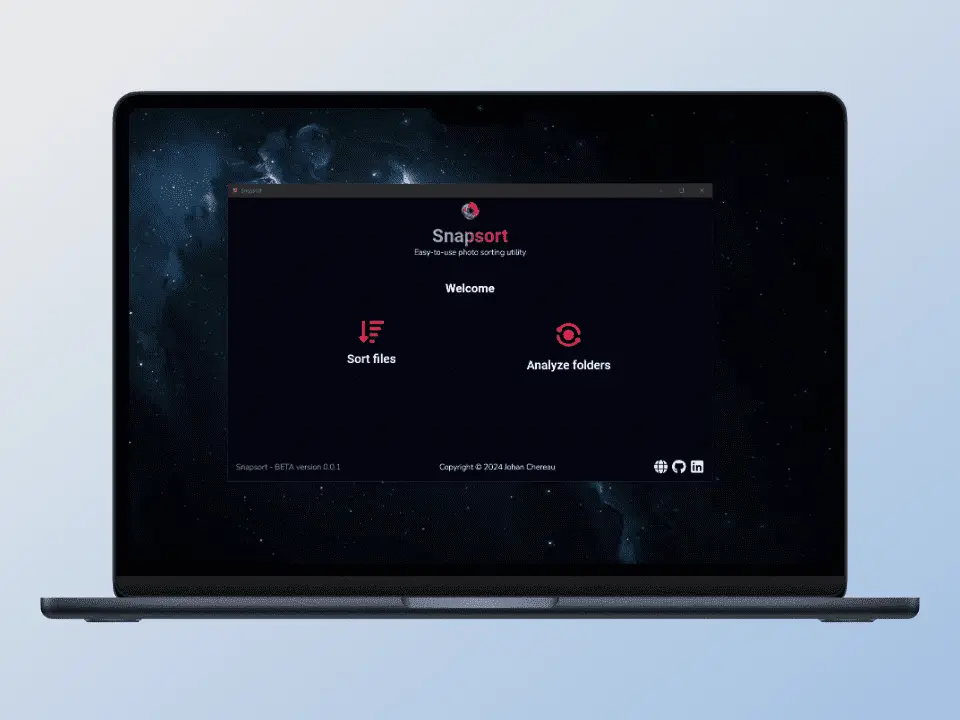 Snapsort
Snapsort
Easy-to-use photo sorting utility
Welcome
Sort files
Analyze folders
Snapsort - BETA version 0.0.1
Copyright © 2024 Johan Chereau